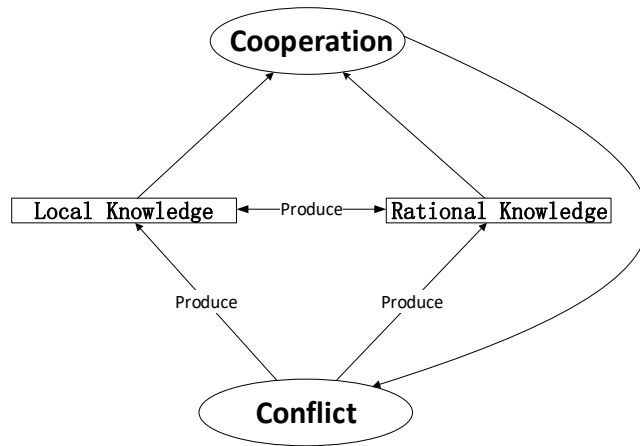 Cooperation
Local Knowledge
Produce
Rational Knowledge
Produce
Produce
Conflict